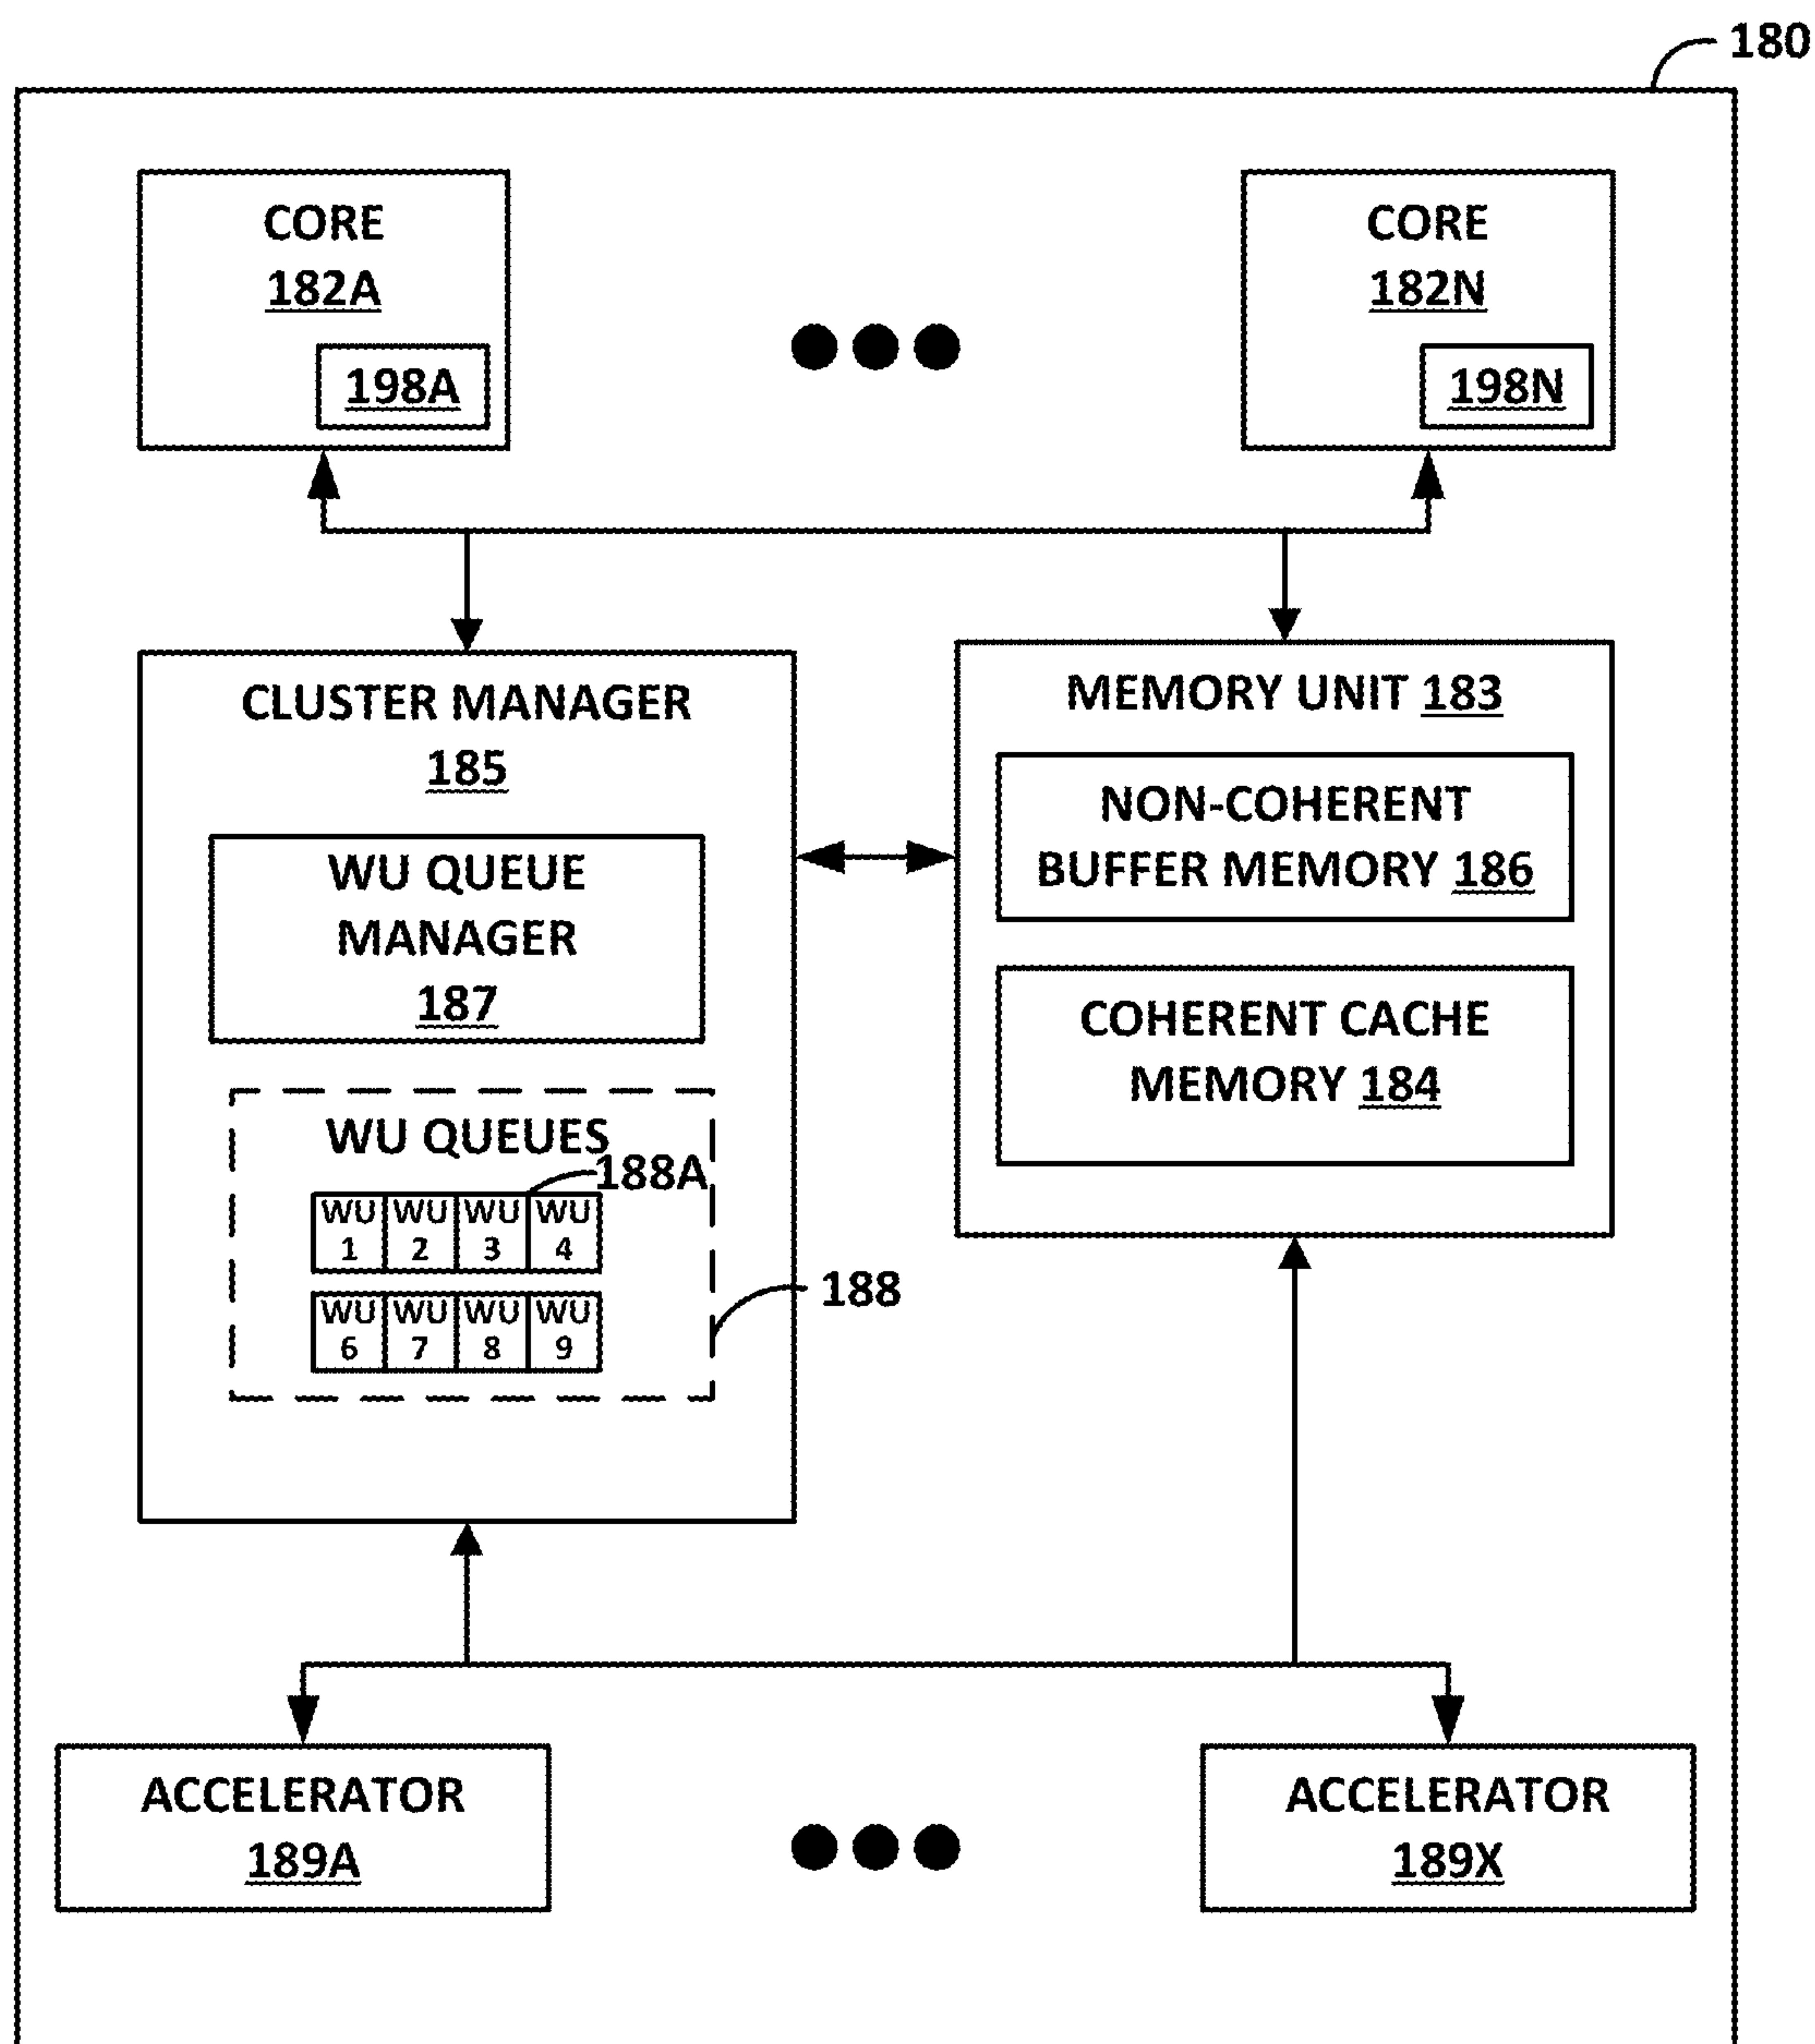 180
CORE
182A
198A
CORE
182N
198N
CLUSTER MANAGER
185
WU QUEUE
MANAGER
187
WU QUEUES
188A
WU WU WU WU
1 2 3 4
WU WU WU WU
6 7 8 9
188
MEMORY UNIT 183
NON-COHERENT
BUFFER MEMORY 186
COHERENT CACHE
MEMORY 184
ACCELERATOR
189A
ACCELERATOR
189X